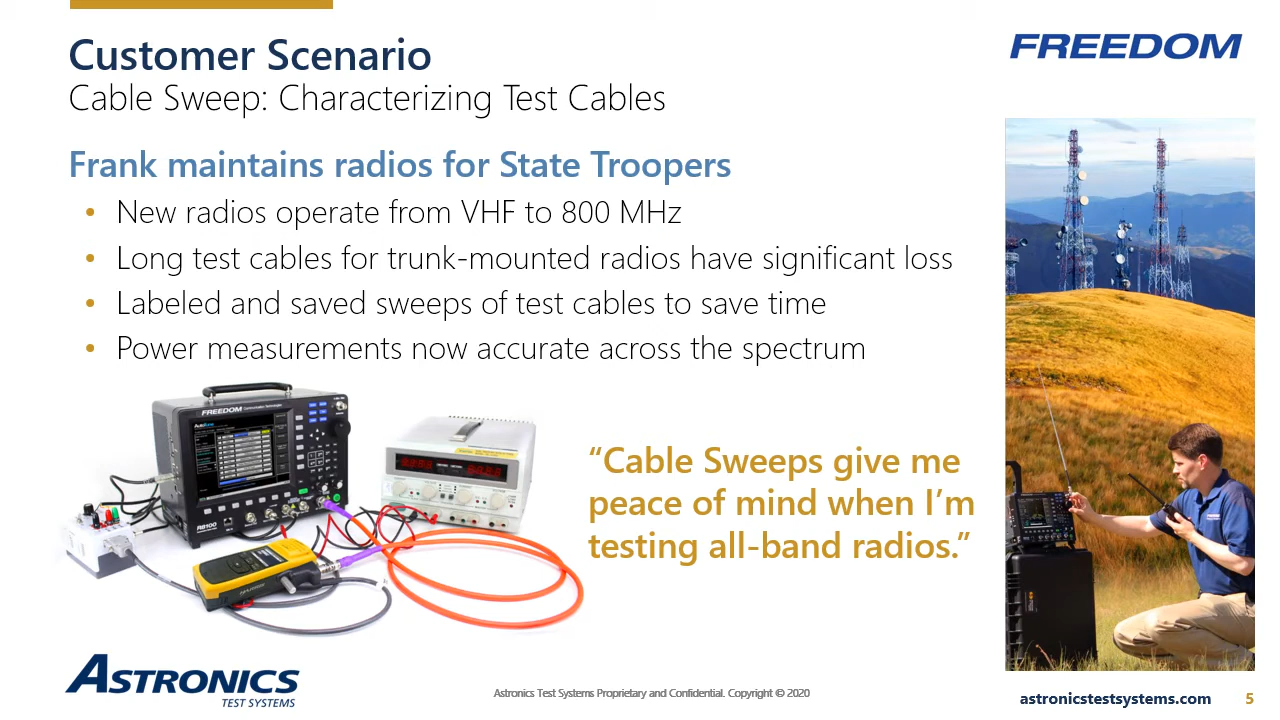 Customer Scenario
FREEDOM
Cable Sweep: Characterizing Test Cables
Frank maintains radios for State Troopers
• New radios operate from VHF to 800 MHz
• Long test cables for trunk-mounted radios have significant loss
• Labeled and saved sweeps of test cables to save time
• Power measurements now accurate across the spectrum
FREEDOM Communication Technologies
R8100
“Cable Sweeps give me
peace of mind when I’m
testing all-band radios.”
ASTRONICS
TEST SYSTEMS
Astronics Test Systems Proprietary and Confidential. Copyright © 2020
astronicstestsystems.com 5